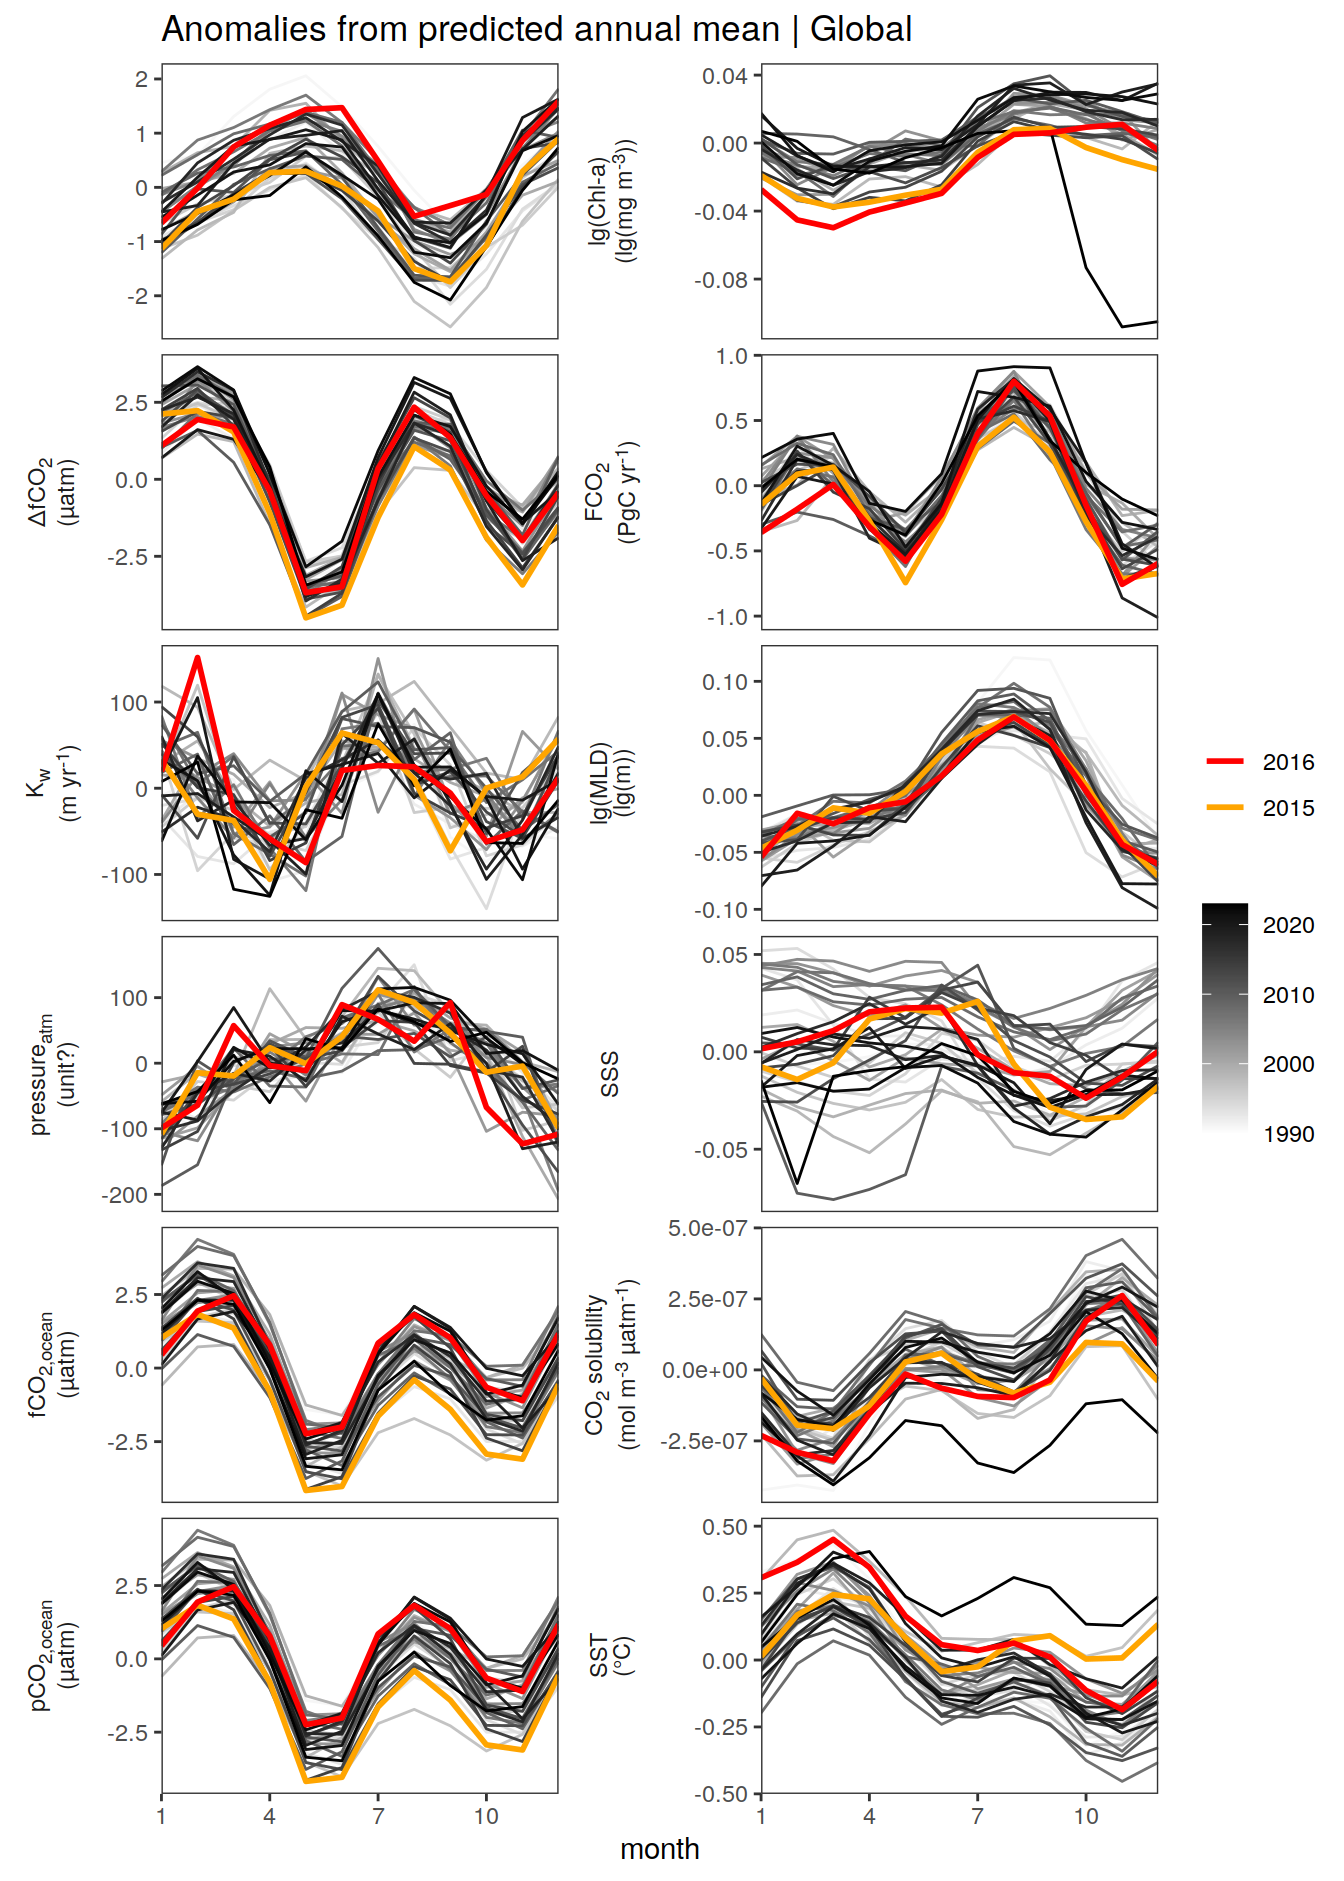 Anomalies from predicted annual mean | Global
2
1
0
-1
-2
lg(Chl-a)
(lg(mg m⁻³))
0.04
0.00
-0.04
-0.08
ΔfCO₂
(µatm)
2.5
0.0
-2.5
FCO₂
(PgC yr⁻¹)
1.0
0.5
0.0
-0.5
-1.0
Kw
(m yr⁻¹)
100
0
-100
lg(MLD)
(lg(m))
0.10
0.05
0.00
-0.05
-0.10
pressureatm
(unit?)
100
0
-100
-200
SSS
0.05
0.00
-0.05
fCO₂,ocean
(µatm)
2.5
0.0
-2.5
CO₂ solubility
(mol m⁻³ µatm⁻¹)
5.0e-07
2.5e-07
0.0e+00
-2.5e-07
pCO₂,ocean
(µatm)
2.5
0.0
-2.5
SST
(°C)
0.50
0.25
0.00
-0.25
-0.50
1 4 7 10
1 4 7 10
month
2016
2015
2020
2010
2000
1990